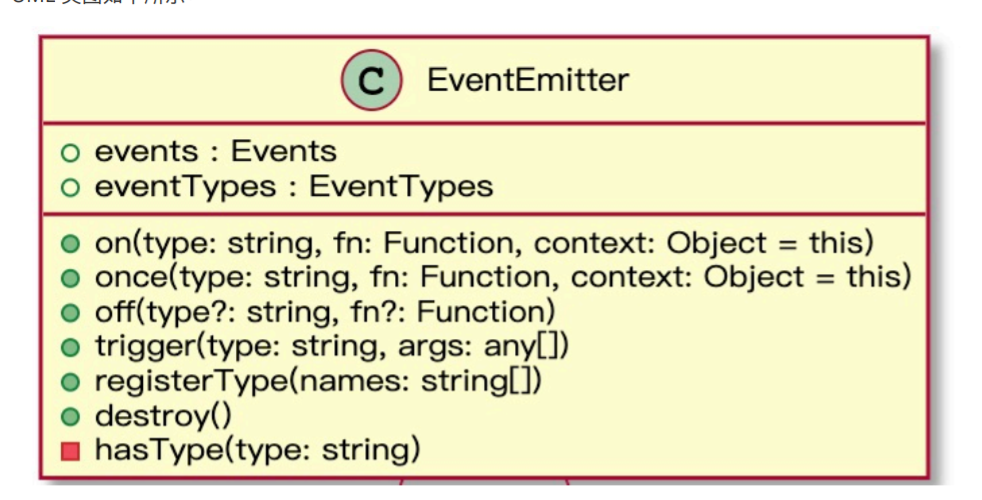 C EventEmitter
events : Events
eventTypes : EventTypes
on(type: string, fn: Function, context: Object = this)
once(type: string, fn: Function, context: Object = this)
off(type?: string, fn?: Function)
trigger(type: string, args: any[])
registerType(names: string[])
destroy()
hasType(type: string)